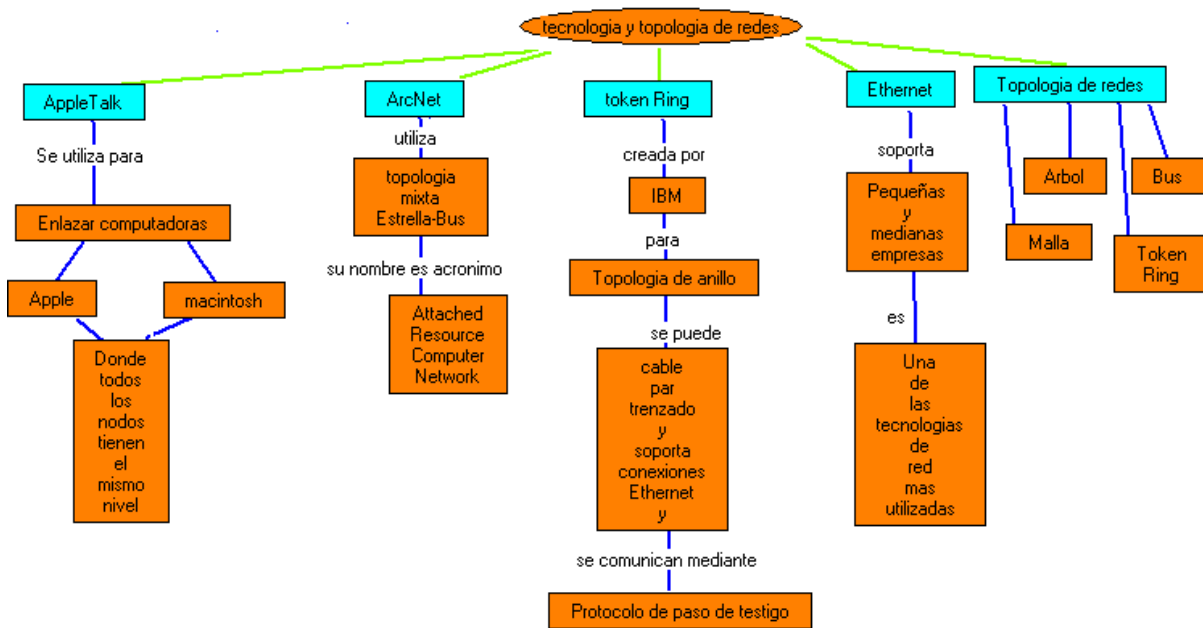 tecnologia y topologia de redes
AppleTalk
Se utiliza para
Enlazar computadoras
Apple
macintosh
Donde
todos
los
nodos
tienen
el
mismo
nivel
ArcNet
utiliza
topologia
mixta
Estrella-Bus
su nombre es acronimo
Attached
Resource
Computer
Network
token Ring
creada por
IBM
para
Topologia de anillo
se puede
cable
par
trenzado
y
soporta
conexiones
Ethernet
y
se comunican mediante
Protocolo de paso de testigo
Ethernet
soporta
Pequeñas
y
medianas
empresas
es
Una
de
las
tecnologias
de
red
mas
utilizadas
Topologia de redes
Malla
Arbol
Token
Ring
Bus